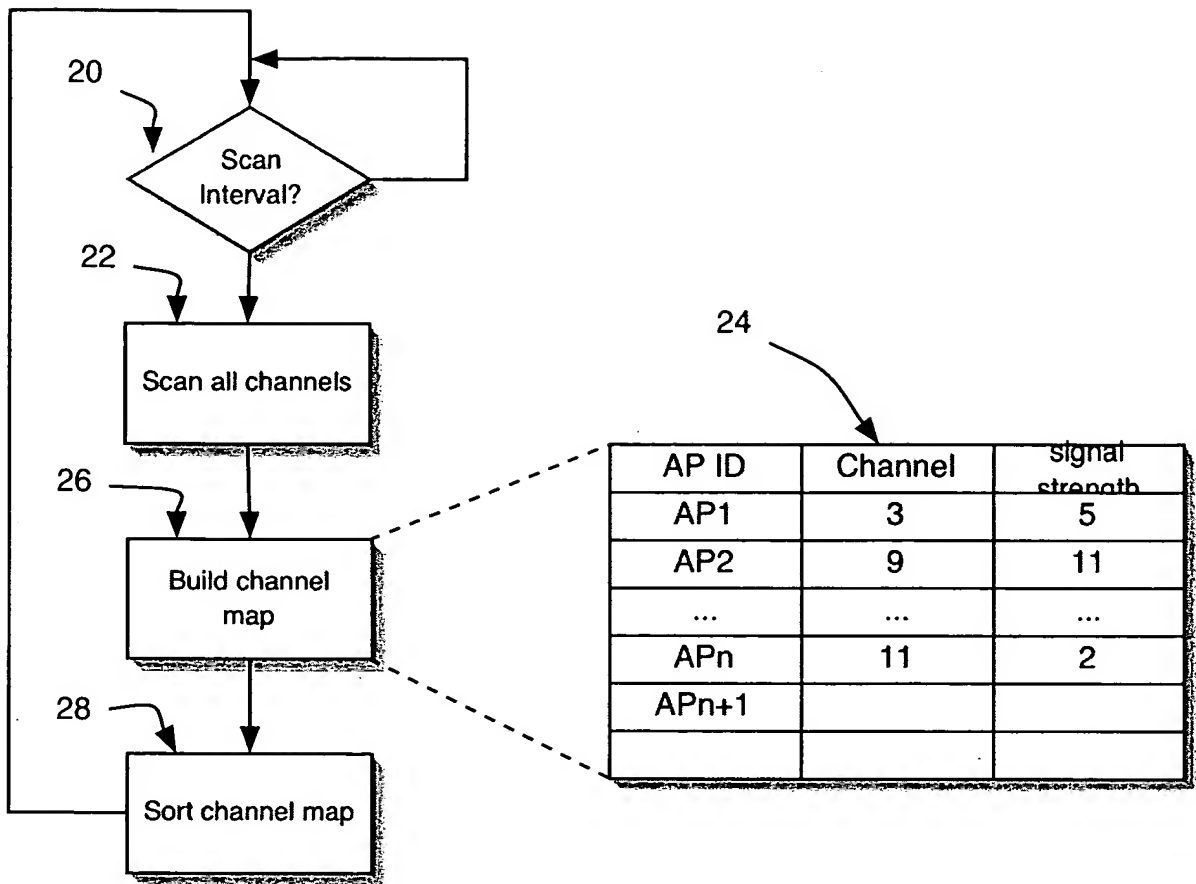 20
Scan
Interval?
22
Scan all channels
24
26
Build channel
map
AP ID Channel signal
strength
AP1 3 5
AP2 9 11
... ... ...
APn 11 2
APn+1
28
Sort channel map